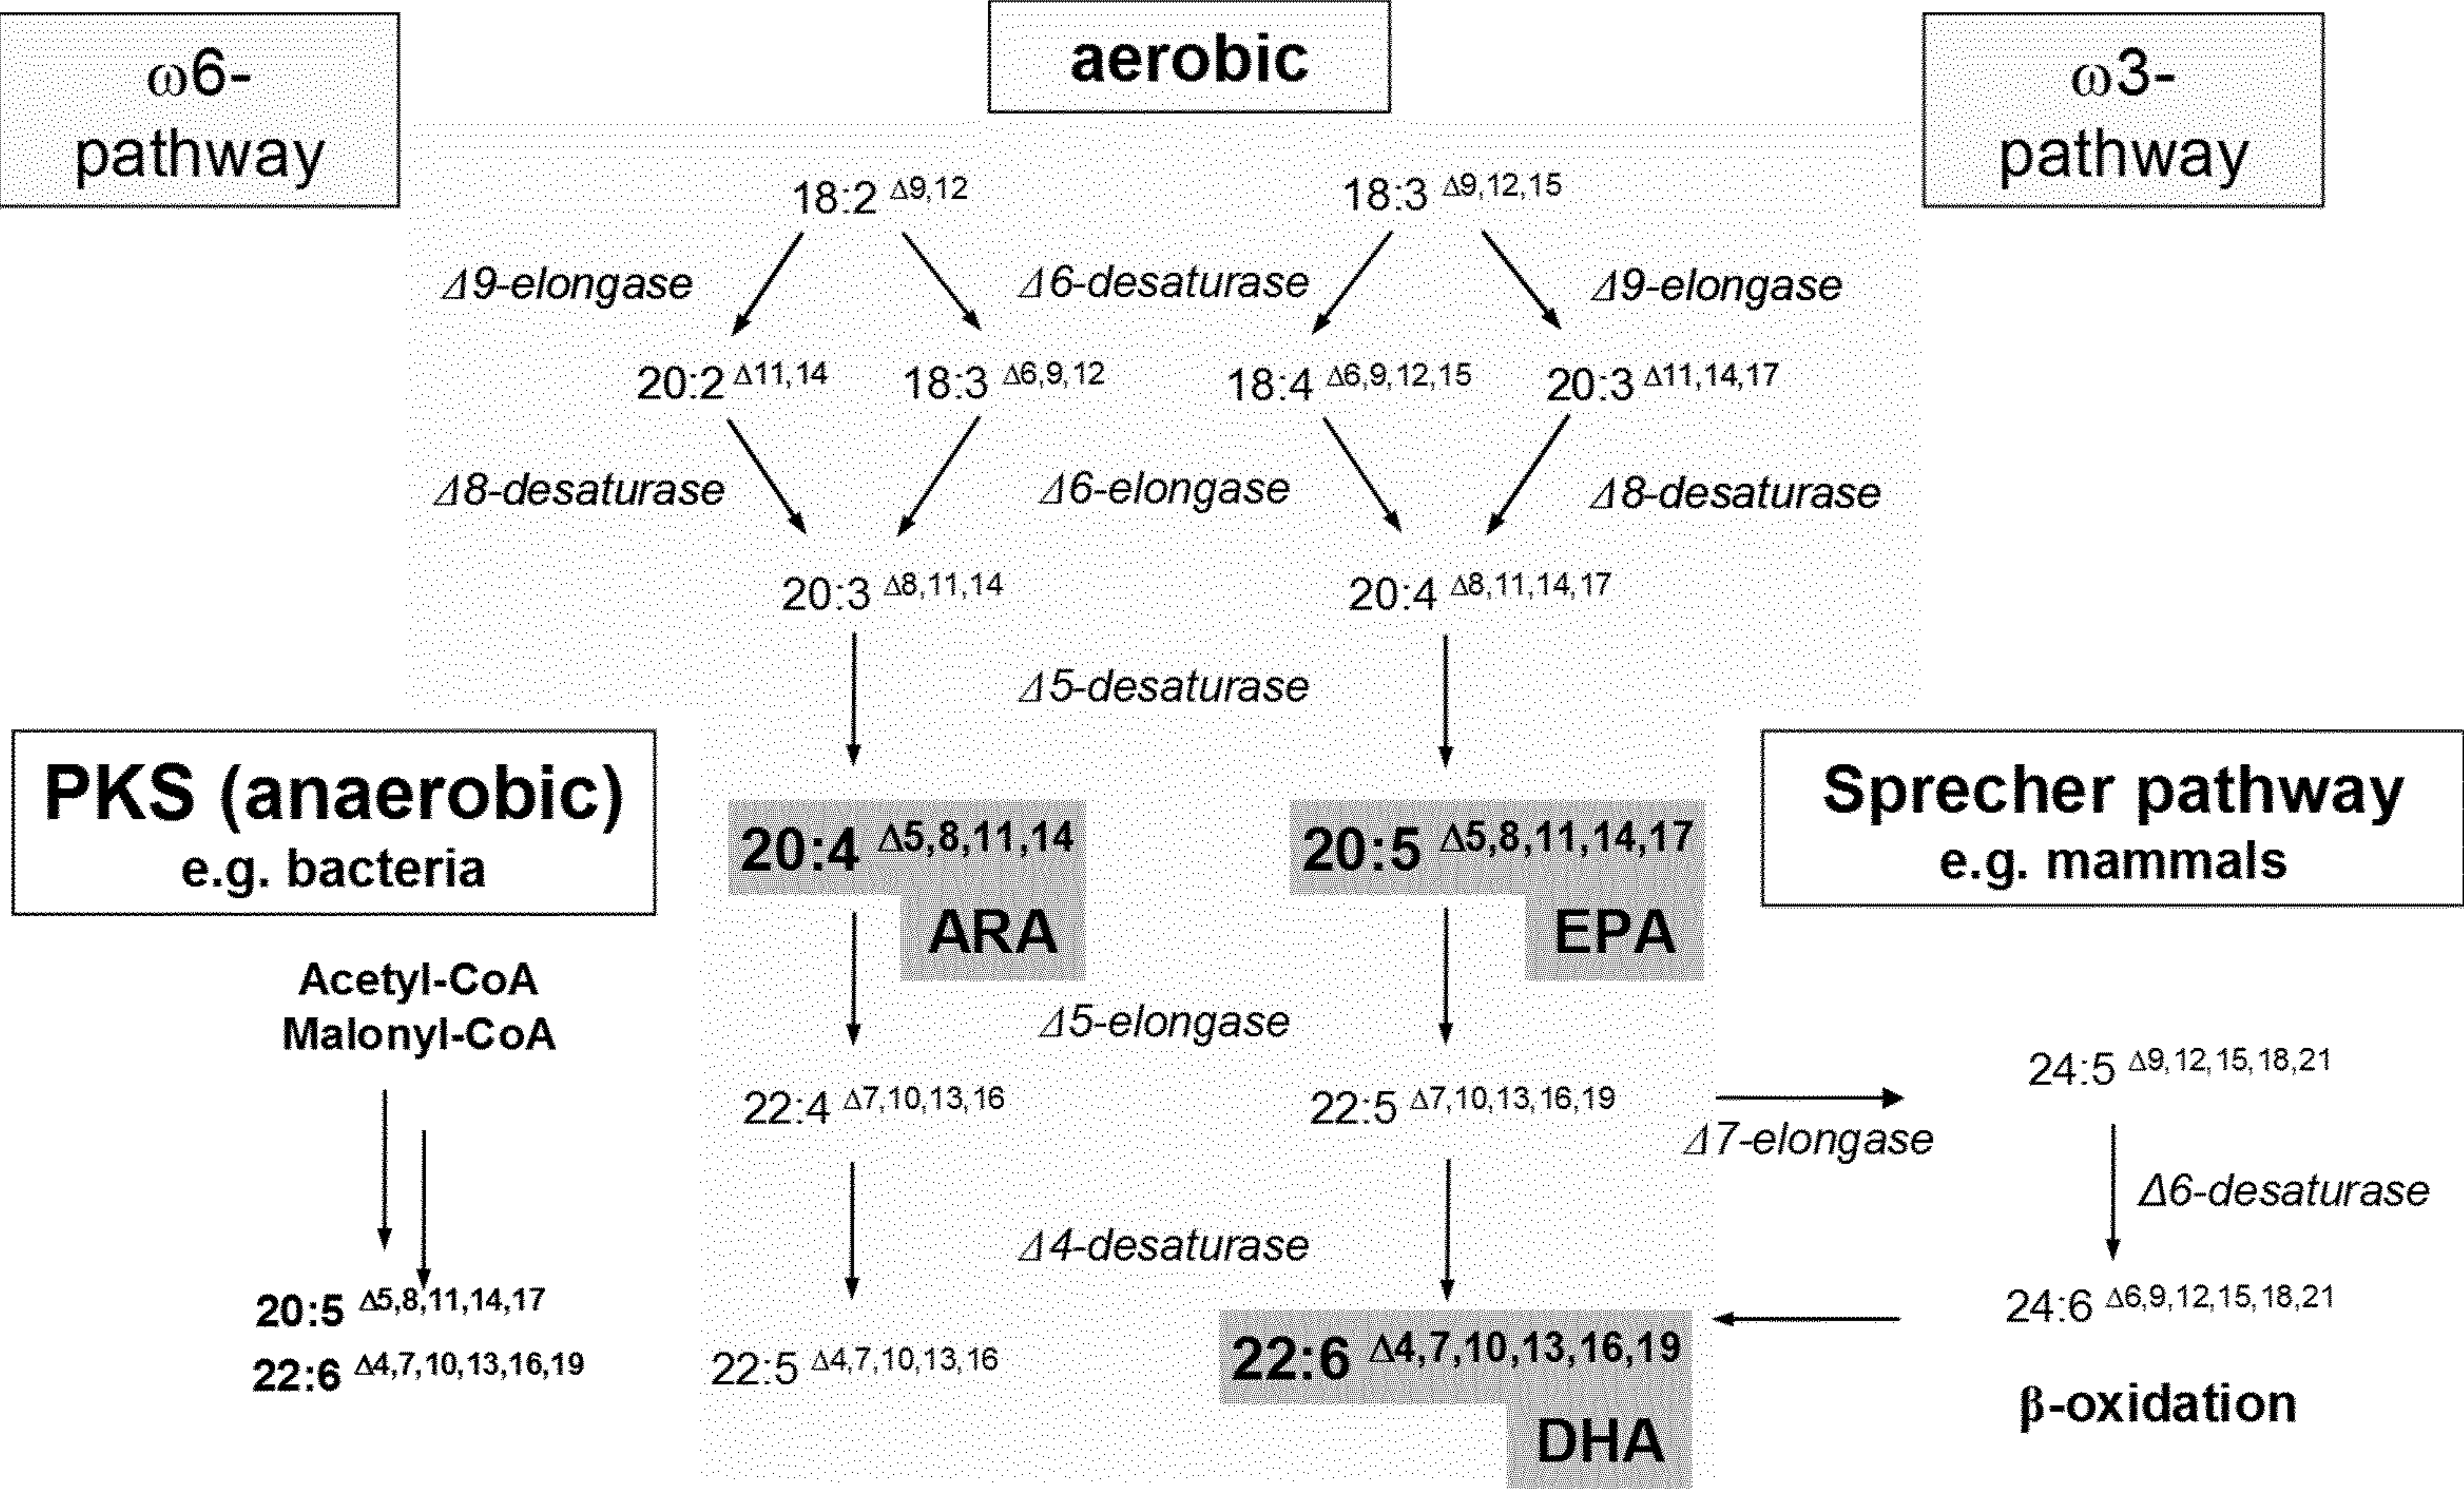 ω6-
pathway
aerobic
ω3-
pathway
18:2 Δ9,12
18:3 Δ9,12,15
Δ9-elongase
Δ6-desaturase
Δ9-elongase
20:2 Δ11,14
18:3 Δ6,9,12
18:4 Δ6,9,12,15
20:3 Δ11,14,17
Δ8-desaturase
Δ6-elongase
Δ8-desaturase
20:3 Δ8,11,14
20:4 Δ8,11,14,17
Δ5-desaturase
PKS (anaerobic)
e.g. bacteria
20:4 Δ5,8,11,14
ARA
20:5 Δ5,8,11,14,17
EPA
Sprecher pathway
e.g. mammals
Acetyl-CoA
Malonyl-CoA
Δ5-elongase
22:4 Δ7,10,13,16
22:5 Δ7,10,13,16,19
Δ7-elongase
24:5 Δ9,12,15,18,21
Δ6-desaturase
Δ4-desaturase
20:5 Δ5,8,11,14,17
22:6 Δ4,7,10,13,16,19
22:5 Δ4,7,10,13,16
22:6 Δ4,7,10,13,16,19
DHA
24:6 Δ6,9,12,15,18,21
β-oxidation